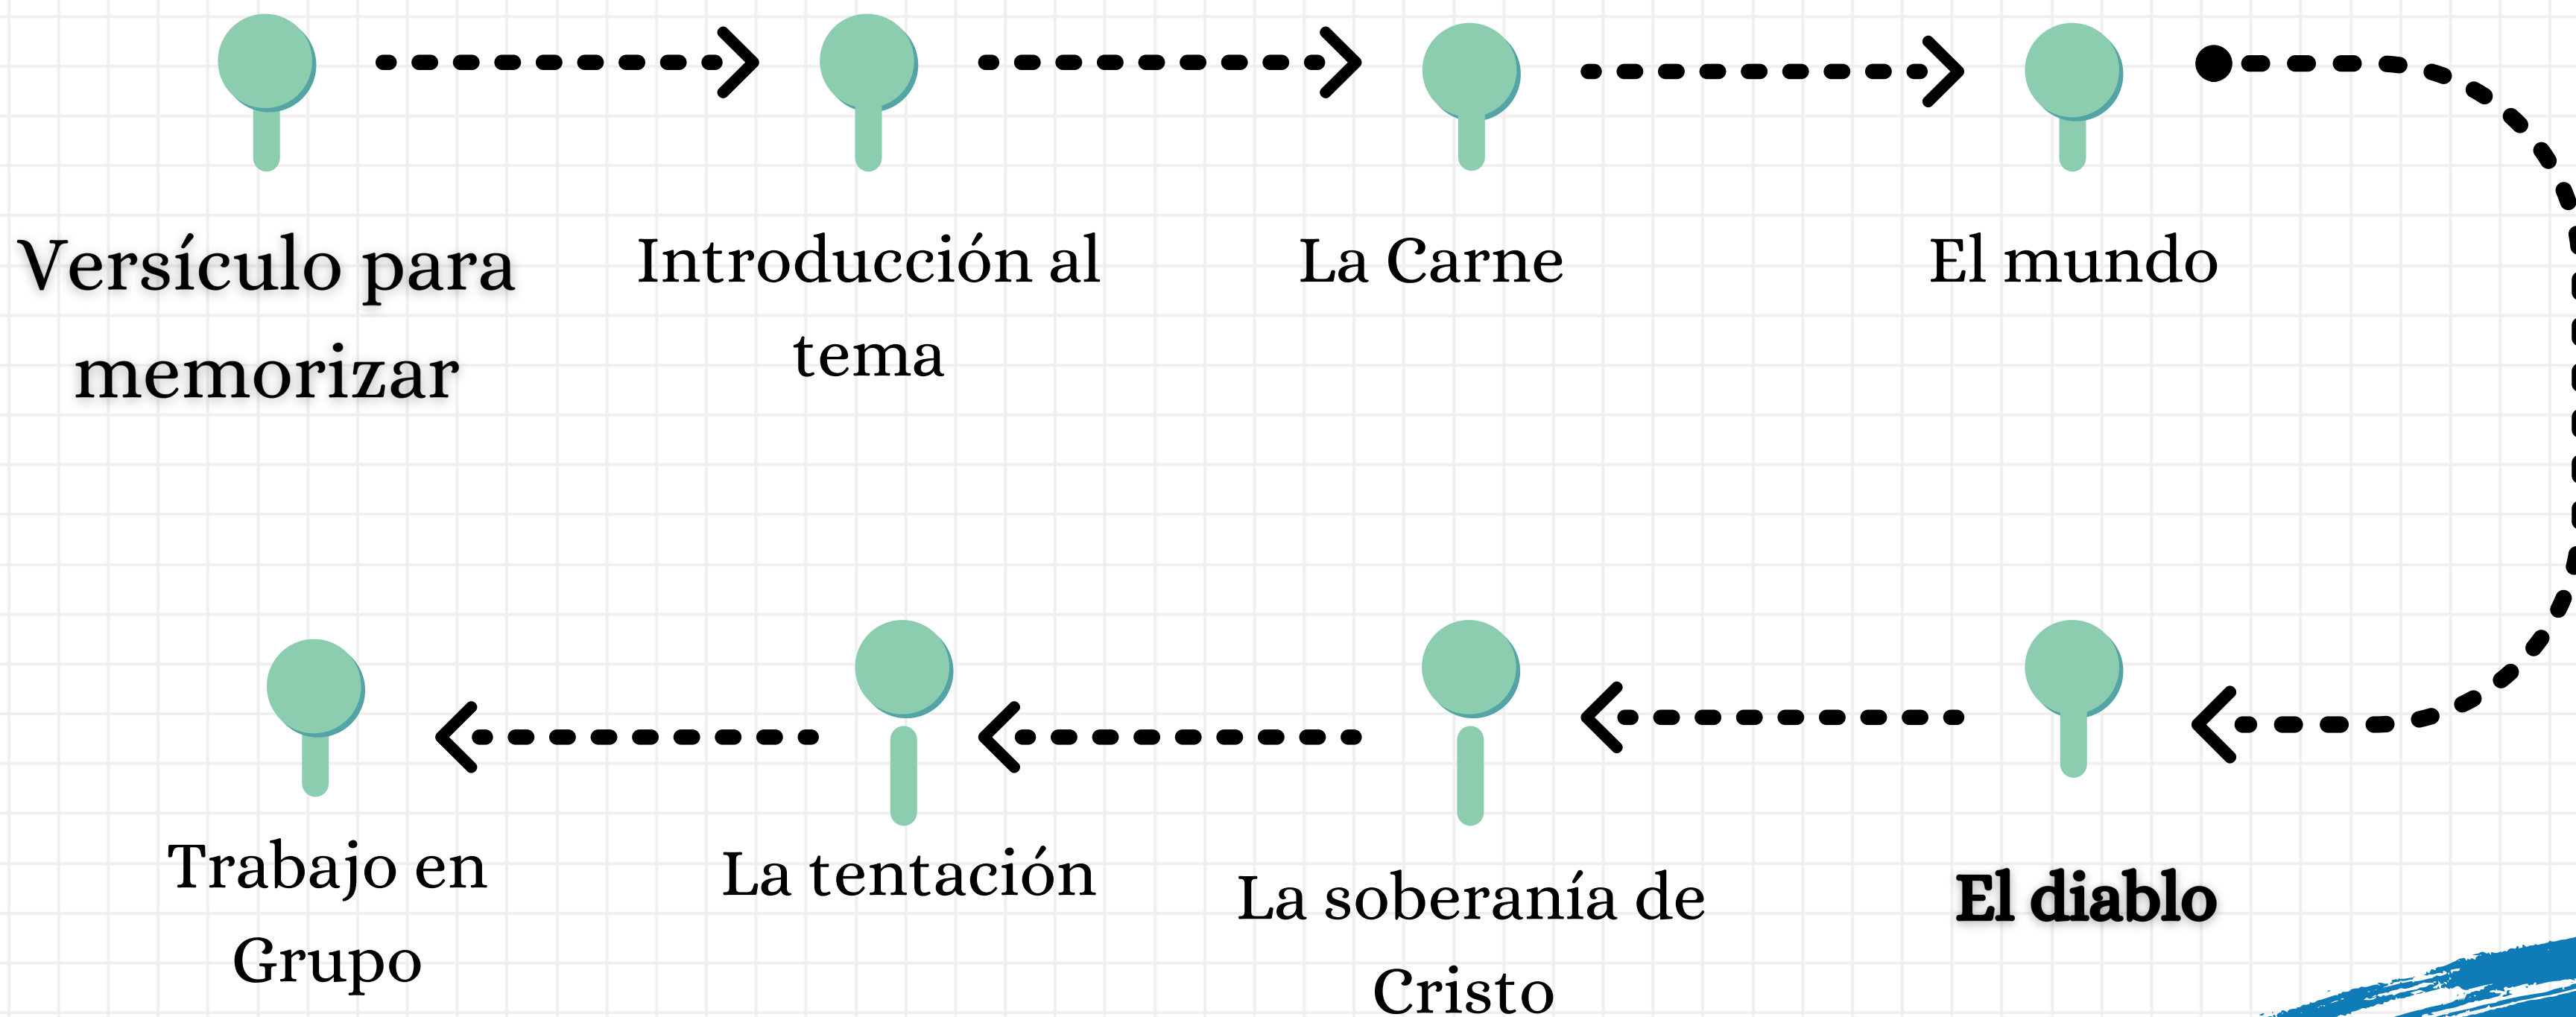 Versículo para
memorizar
Introducción al
tema
La Carne
El mundo
El diablo
La soberanía de
Cristo
La tentación
Trabajo en
Grupo